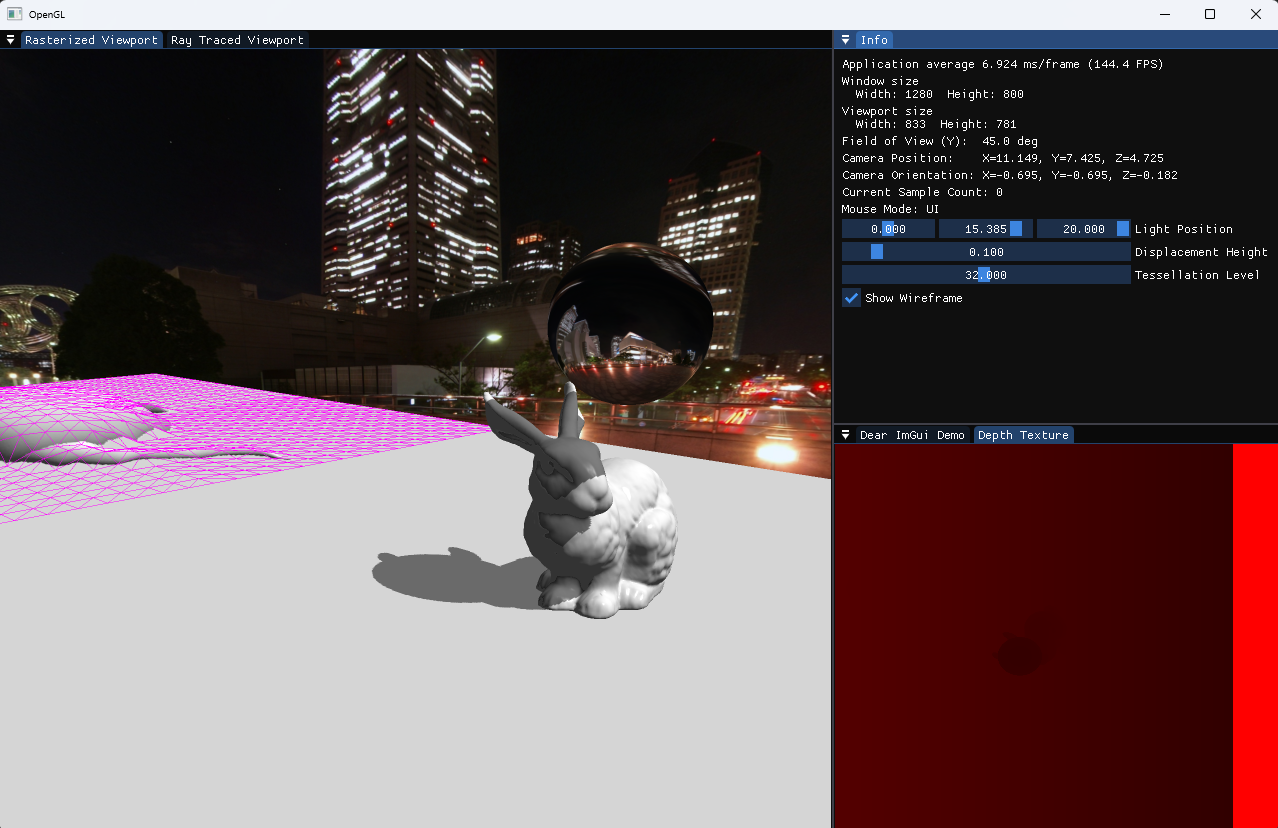 OpenGL
Rasterized Viewport Ray Traced Viewport
Info
Application average 6.924 ms/frame (144.4 FPS)
Window size
Width: 1280 Height: 800
Viewport size
Width: 833 Height: 781
Field of View (Y): 45.0 deg
Camera Position: X=11.149, Y=7.425, Z=4.725
Camera Orientation: X=-0.695, Y=-0.695, Z=-0.182
Current Sample Count: 0
Mouse Mode: UI
0.000 15.385 20.000 Light Position
0.100 Displacement Height
32.000 Tessellation Level
Show Wireframe
Dear ImGui Demo Depth Texture